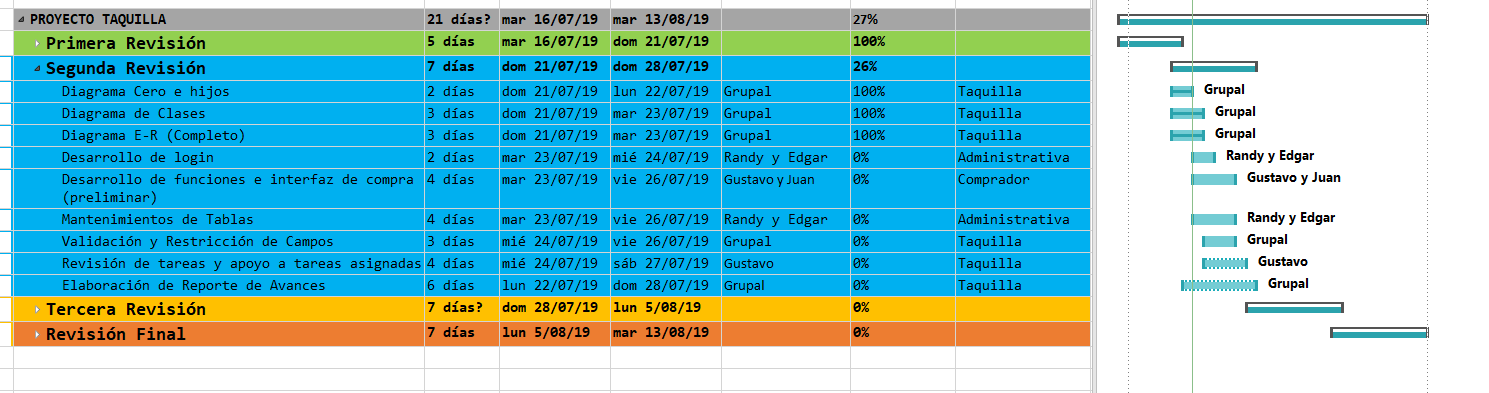 PROYECTO TAQUILLA 21 días? mar 16/07/19 mar 13/08/19 27%
Primera Revisión 5 días mar 16/07/19 dom 21/07/19 100%
Segunda Revisión 7 días dom 21/07/19 dom 28/07/19 26%
Diagrama Cero e hijos 2 días dom 21/07/19 lun 22/07/19 Grupal 100% Taquilla Grupal
Diagrama de Clases 3 días dom 21/07/19 mar 23/07/19 Grupal 100% Taquilla Grupal
Diagrama E-R (Completo) 3 días dom 21/07/19 mar 23/07/19 Grupal 100% Taquilla Grupal
Desarrollo de login 2 días mar 23/07/19 mié 24/07/19 Randy y Edgar 0% Administrativa Randy y Edgar
Desarrollo de funciones e interfaz de compra 4 días mar 23/07/19 vie 26/07/19 Gustavo y Juan 0% Comprador Gustavo y Juan
(preliminar)
Mantenimientos de Tablas 4 días mar 23/07/19 vie 26/07/19 Randy y Edgar 0% Administrativa Randy y Edgar
Validación y Restricción de Campos 3 días mié 24/07/19 vie 26/07/19 Grupal 0% Taquilla Grupal
Revisión de tareas y apoyo a tareas asignadas 4 días mié 24/07/19 sáb 27/07/19 Gustavo 0% Taquilla Gustavo
Elaboración de Reporte de Avances 6 días lun 22/07/19 dom 28/07/19 Grupal 0% Taquilla Grupal
Tercera Revisión 7 días? dom 28/07/19 lun 5/08/19 0%
Revisión Final 7 días lun 5/08/19 mar 13/08/19 0%